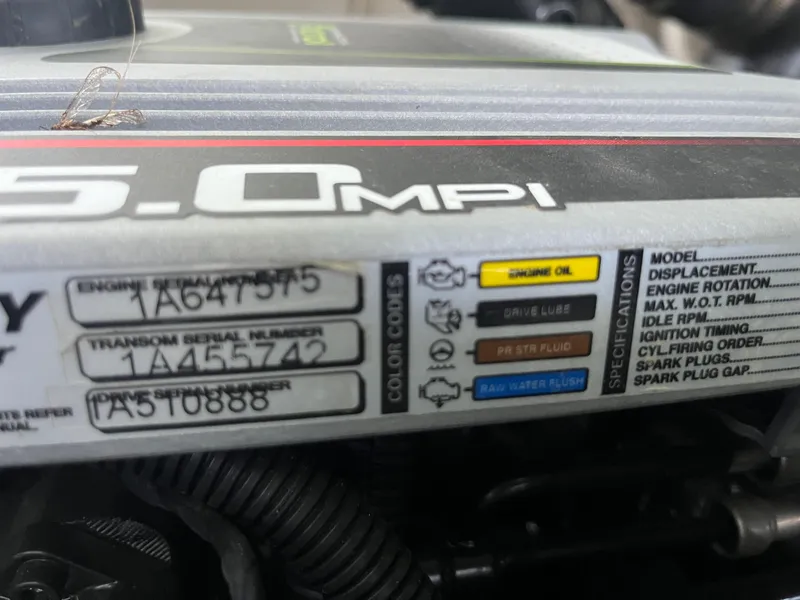 5.0 MPI
Y
ENGINE SERIAL NUMBER
1A647575
TRANSOM SERIAL NUMBER
1A455742
DRIVE SERIAL NUMBER
1A510888
REFER
COLOR CODES
ENGINE OIL
DRIVE LUBE
PR STR FLUID
RAW WATER FLUSH
SPECIFICATIONS
MODEL
DISPLACEMENT
ENGINE ROTATION
MAX. W.O.T. RPM
IDLE RPM
IGNITION TIMING
CYL.FIRING ORDER
SPARK PLUGS
SPARK PLUG GAP